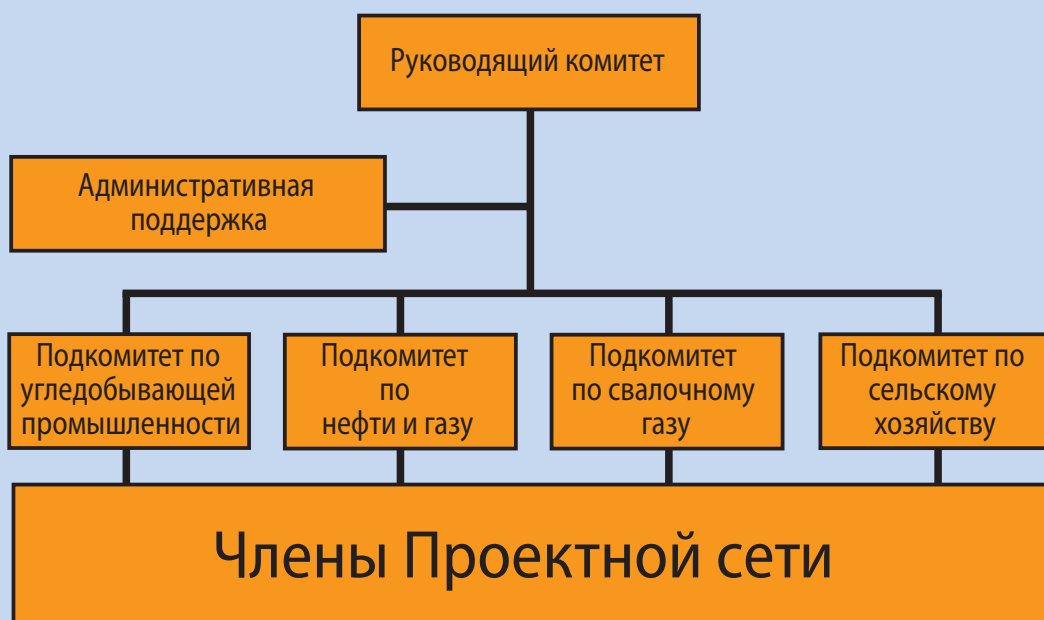 Руководящий комитет
Административная
поддержка
Подкомитет по
угледобывающей
промышленности
Подкомитет
по
нефти и газу
Подкомитет
по свалочному
газу
Подкомитет по
сельскому
хозяйству
Члены Проектной сети